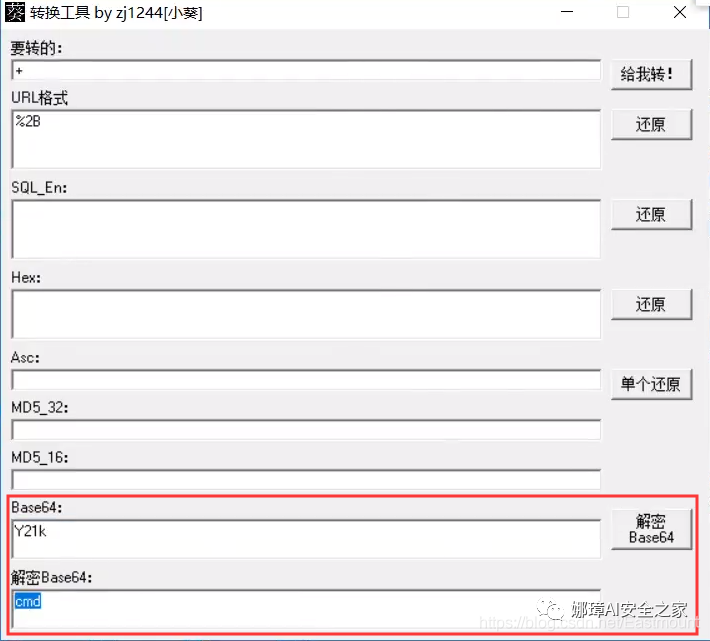 葵 转换工具 by zj1244[小葵]
要转的：
+
给我转！
URL格式
%2B
还原
SQL_En:
还原
Hex:
还原
Asc:
单个还原
MD5_32:
MD5_16:
Base64:
Y21k
解密
Base64
解密Base64:
cmd
娜璋AI安全之家
https://blog.csdn.net/Eastmount